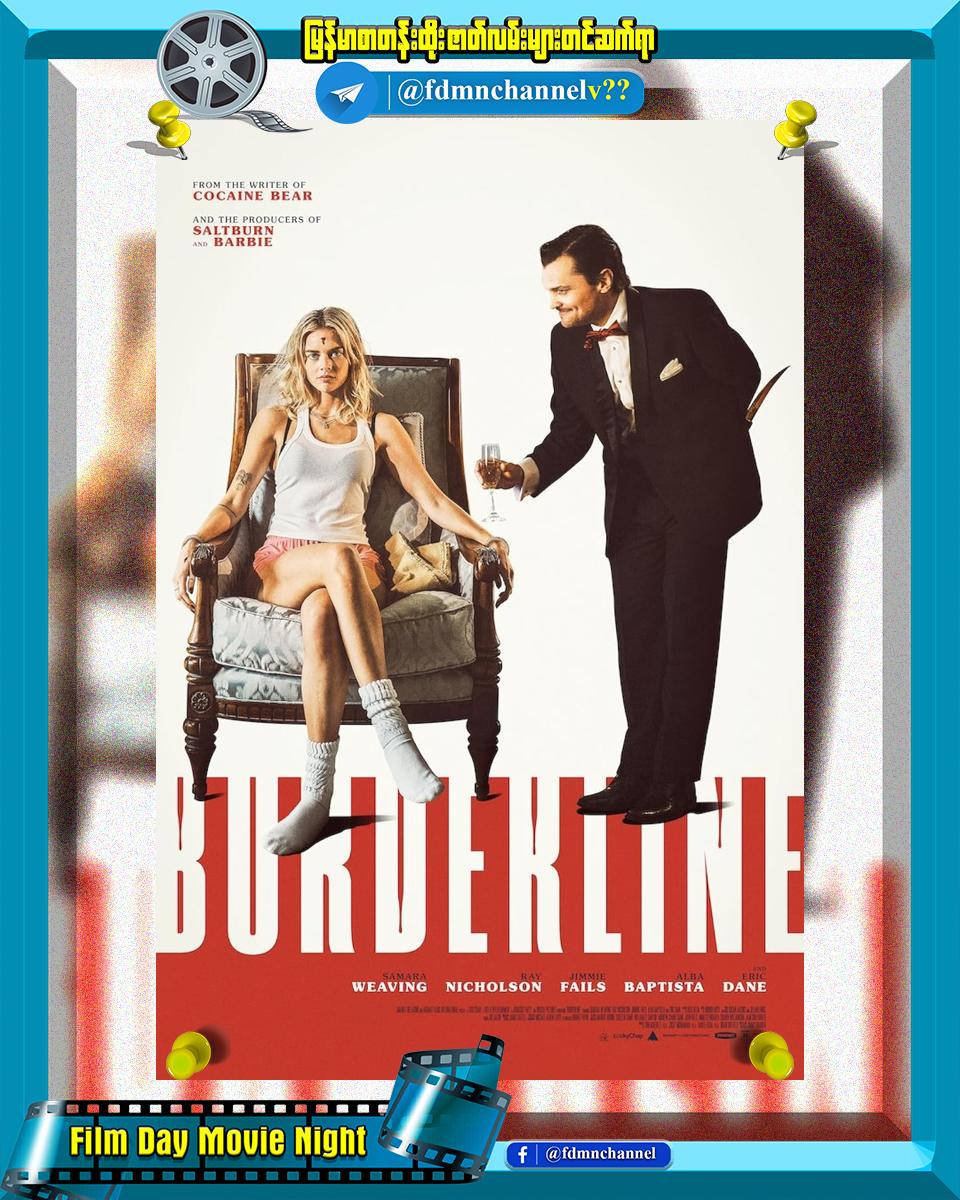 မြန်မာစာတန်းထိုးဇာတ်လမ်းများတင်ဆက်ရာ
@fdmnchannelv??
FROM THE WRITER OF
COCAINE BEAR
AND THE PRODUCERS OF
SALTBURN
AND BARBIE
BORDERLINE
SAMARA WEAVING
RAY NICHOLSON
JIMMIE FAILS
ALBA BAPTISTA
AND ERIC DANE
LuckyChap
Film Day Movie Night
@fdmnchannel